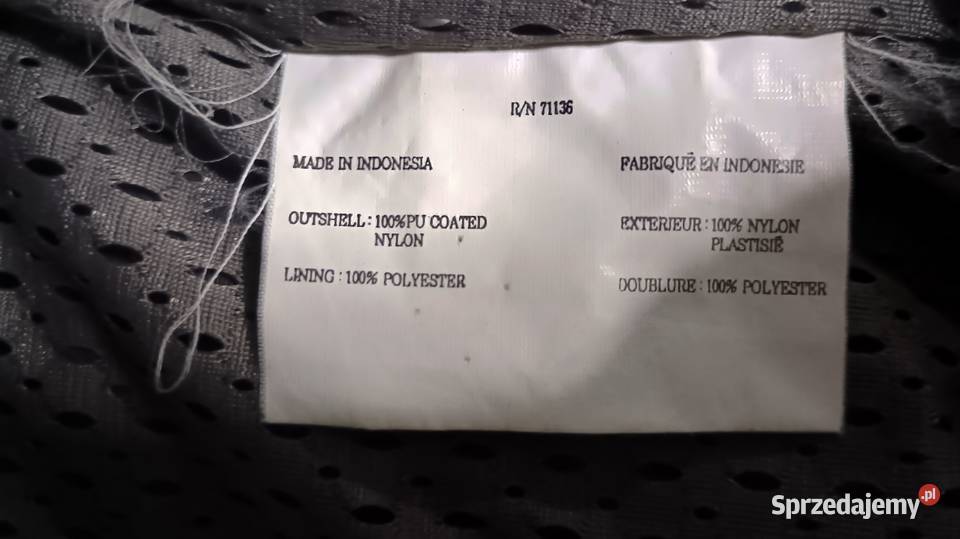 R/N 71136
MADE IN INDONESIA
OUTSHELL : 100% PU COATED
NYLON
LINING : 100% POLYESTER
FABRIQUÉ EN INDONESIE
EXTERIEUR : 100% NYLON
PLASTISIÉ
DOUBLURE : 100% POLYESTER
Sprzedajemy.pl